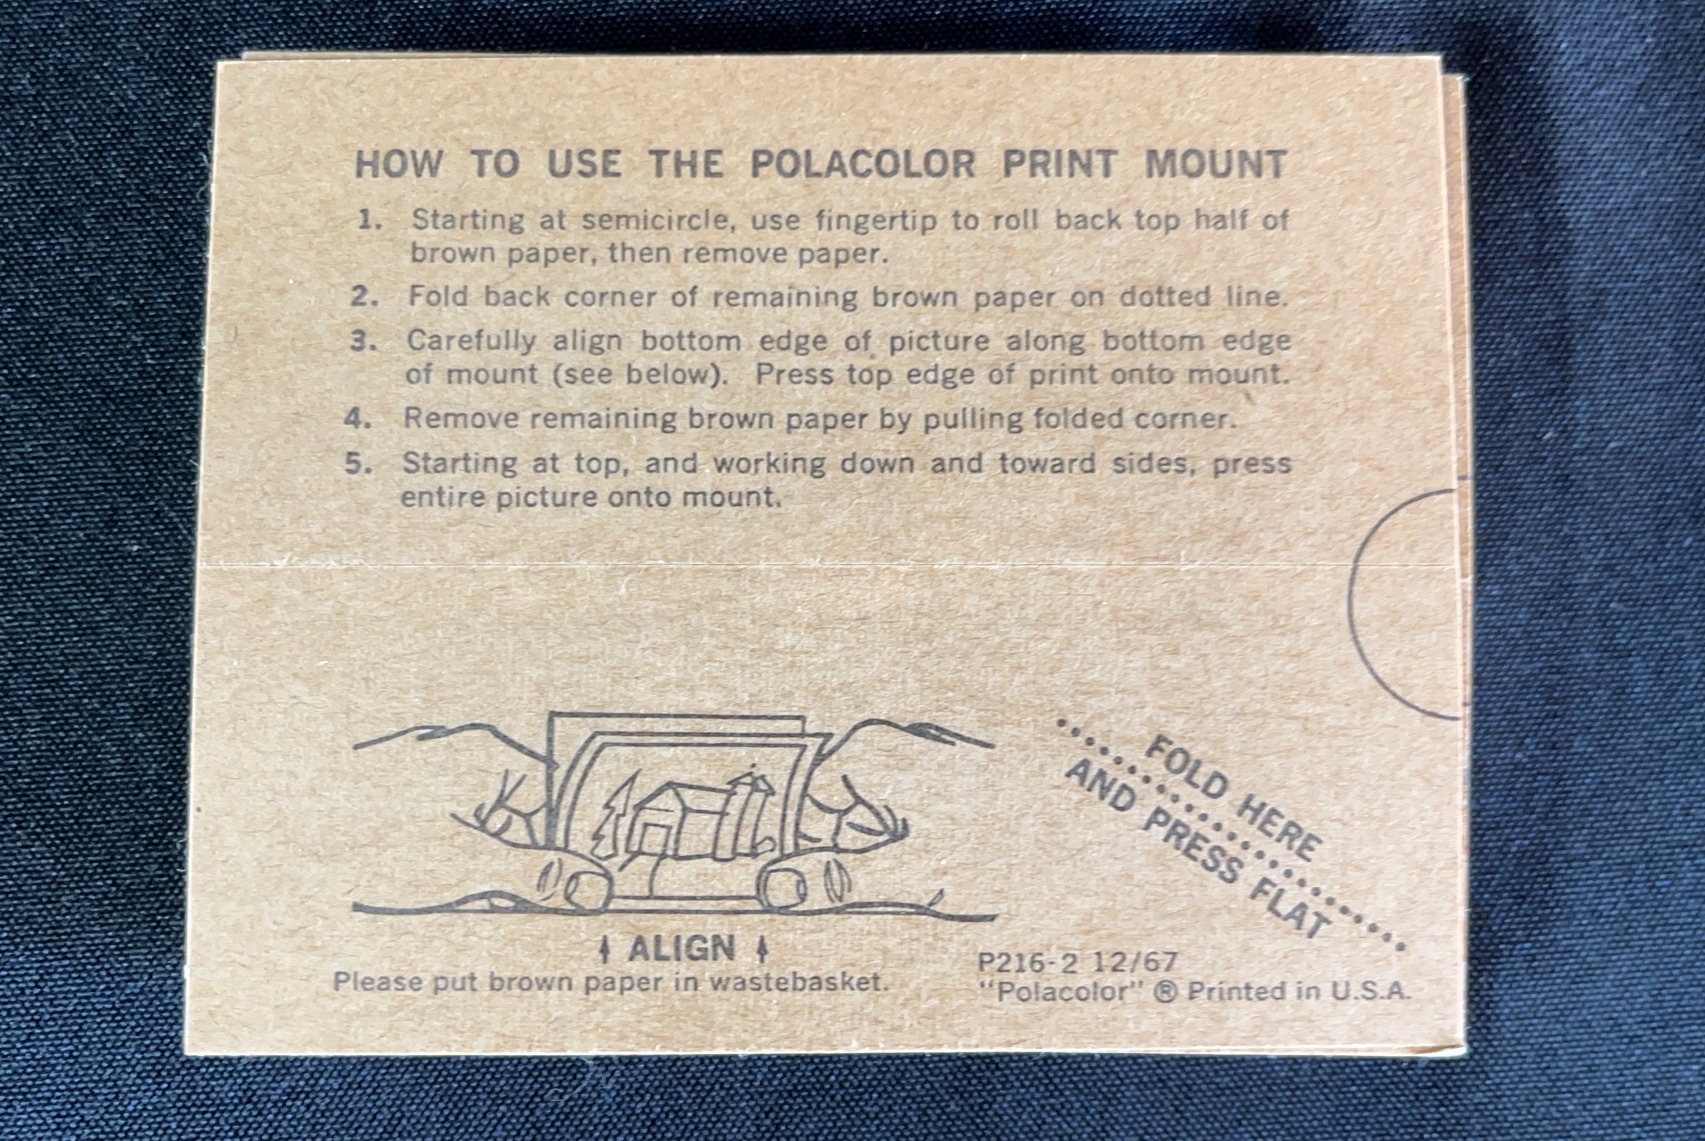 HOW TO USE THE POLACOLOR PRINT MOUNT
1. Starting at semicircle, use fingertip to roll back top half of
brown paper, then remove paper.
2. Fold back corner of remaining brown paper on dotted line.
3. Carefully align bottom edge of picture along bottom edge
of mount (see below). Press top edge of print onto mount.
4. Remove remaining brown paper by pulling folded corner.
5. Starting at top, and working down and toward sides, press
entire picture onto mount.
FOLD HERE
AND PRESS FLAT
ALIGN
Please put brown paper in wastebasket.
P216-2 12/67
"Polacolor" ® Printed in U.S.A.